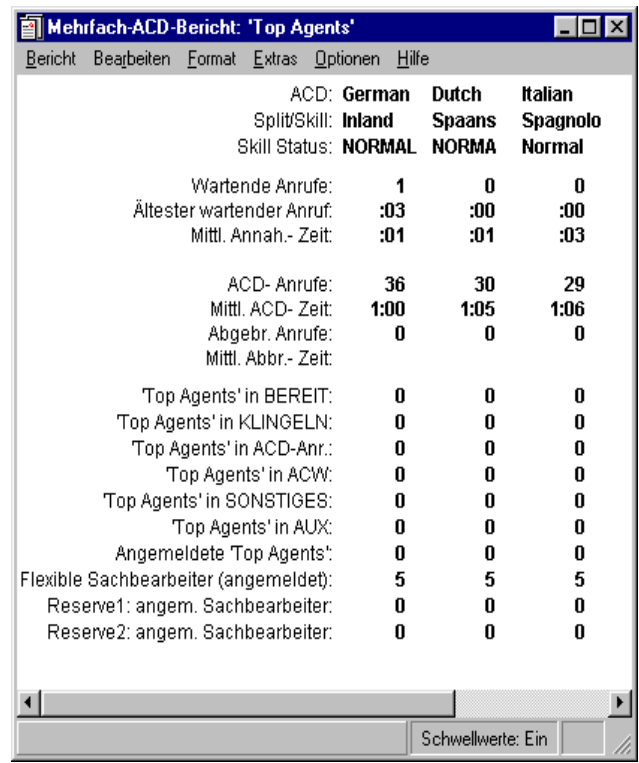 Mehrfach-ACD-Bericht: 'Top Agents'
Bericht Bearbeiten Format Extras Optionen Hilfe
ACD: German Dutch Italian
Split/Skill: Inland Spaans Spagnolo
Skill Status: NORMAL NORMA Normal
Wartende Anrufe: 1 0 0
Ältester wartender Anruf: :03 :00 :00
Mittl. Annah.- Zeit: :01 :01 :03
ACD- Anrufe: 36 30 29
Mittl. ACD- Zeit: 1:00 1:05 1:06
Abgebr. Anrufe: 0 0 0
Mittl. Abbr.- Zeit:
'Top Agents' in BEREIT: 0 0 0
'Top Agents' in KLINGELN: 0 0 0
'Top Agents' in ACD-Anr.: 0 0 0
'Top Agents' in ACW: 0 0 0
'Top Agents' in SONSTIGES: 0 0 0
'Top Agents' in AUX: 0 0 0
Angemeldete 'Top Agents': 0 0 0
Flexible Sachbearbeiter (angemeldet): 5 5 5
Reserve1: angem. Sachbearbeiter: 0 0 0
Reserve2: angem. Sachbearbeiter: 0 0 0
Schwellwerte: Ein